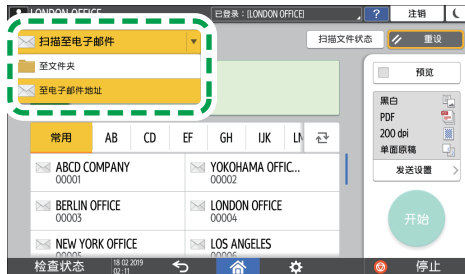 LONDON OFFICE
已登录：[LONDON OFFICE]
?
注销
扫描至电子邮件
扫描文件状态
重设
至文件夹
至电子邮件地址
预览
黑白
PDF
200 dpi
单面原稿
发送设置
常用
AB
CD
EF
GH
IJK
ABCD COMPANY
00001
YOKOHAMA OFFIC...
00002
BERLIN OFFICE
00003
LONDON OFFICE
00004
NEW YORK OFFICE
00005
LOS ANGELES
00006
开始
检查状态
18 02 2019
02 - 11
停止